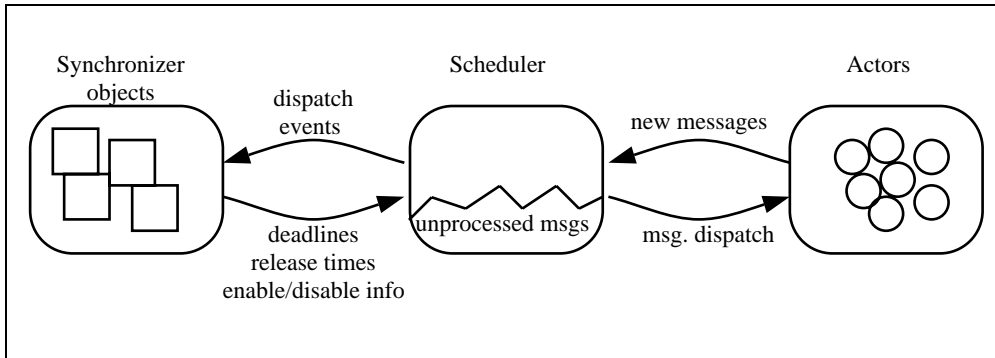 Synchronizer
objects
Scheduler
Actors
dispatch
events
new messages
unprocessed msgs
deadlines
release times
enable/disable info
msg. dispatch